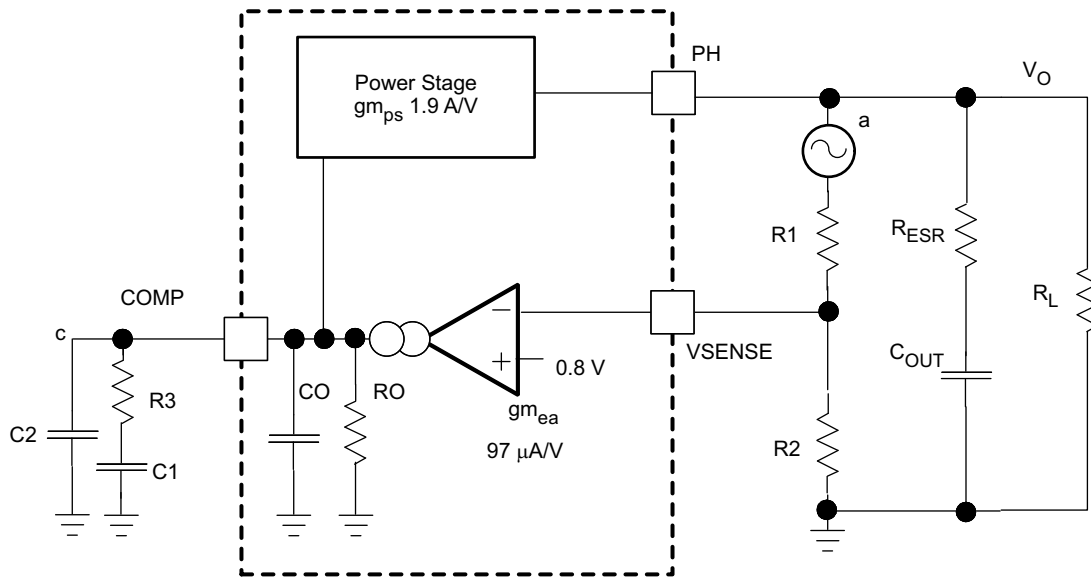 PH
Power Stage
gmps 1.9 A/V
VO
a
R1
RESR
RL
COMP
c
VSENSE
0.8 V
COUT
R3
CO
RO
gmea
97 µA/V
R2
C2
C1